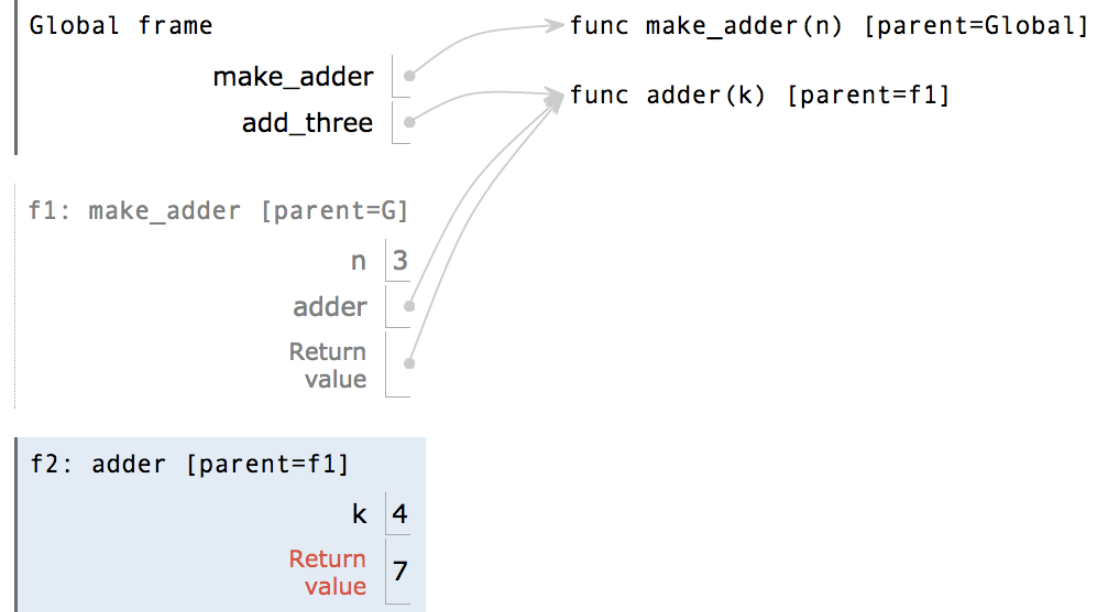 Global frame
func make_adder(n) [parent=Global]
make_adder
func adder(k) [parent=f1]
add_three
f1: make_adder [parent=G]
n 3
adder
Return
value
f2: adder [parent=f1]
k 4
Return
value 7